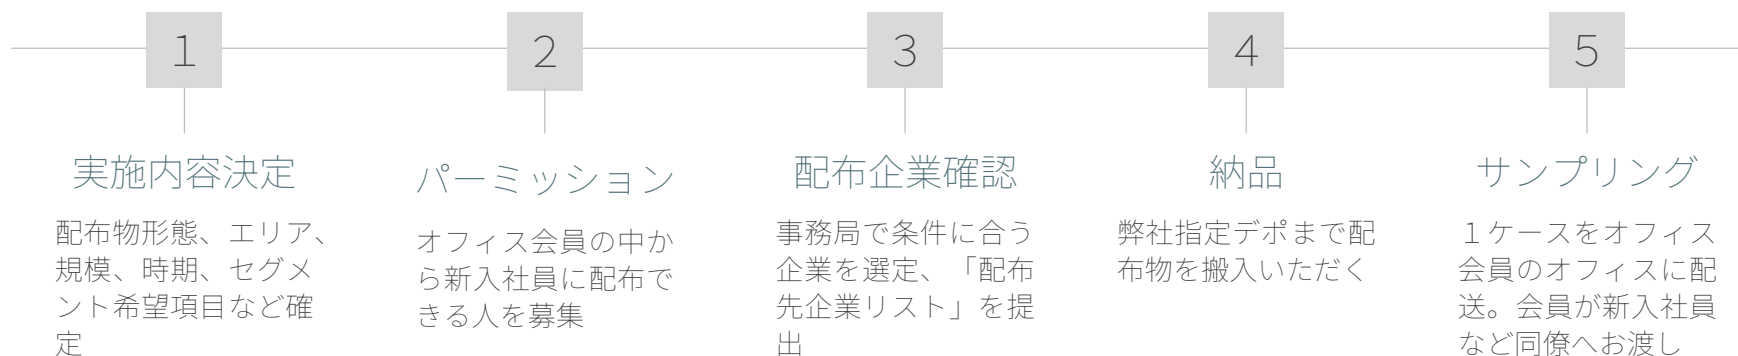 1
実施内容決定
配布物形態、エリア、
規模、時期、セグメ
ント希望項目など確
定
2
パーミッション
オフィス会員の中か
ら新入社員に配布で
きる人を募集
3
配布企業確認
事務局で条件に合う
企業を選定、「配布
先企業リスト」を提
出
4
納品
弊社指定デポまで配
布物を搬入いただく
5
サンプリング
１ケースをオフィス
会員のオフィスに配
送。会員が新入社員
など同僚へお渡し